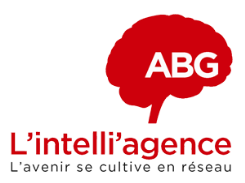 ABG
L'intelli'agence
L'avenir se cultive en réseau